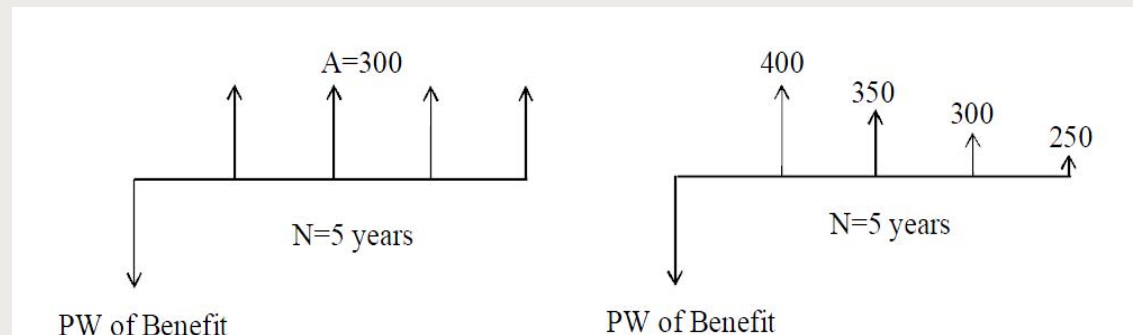 A=300
N=5 years
PW of Benefit
400
350
300
250
N=5 years
PW of Benefit